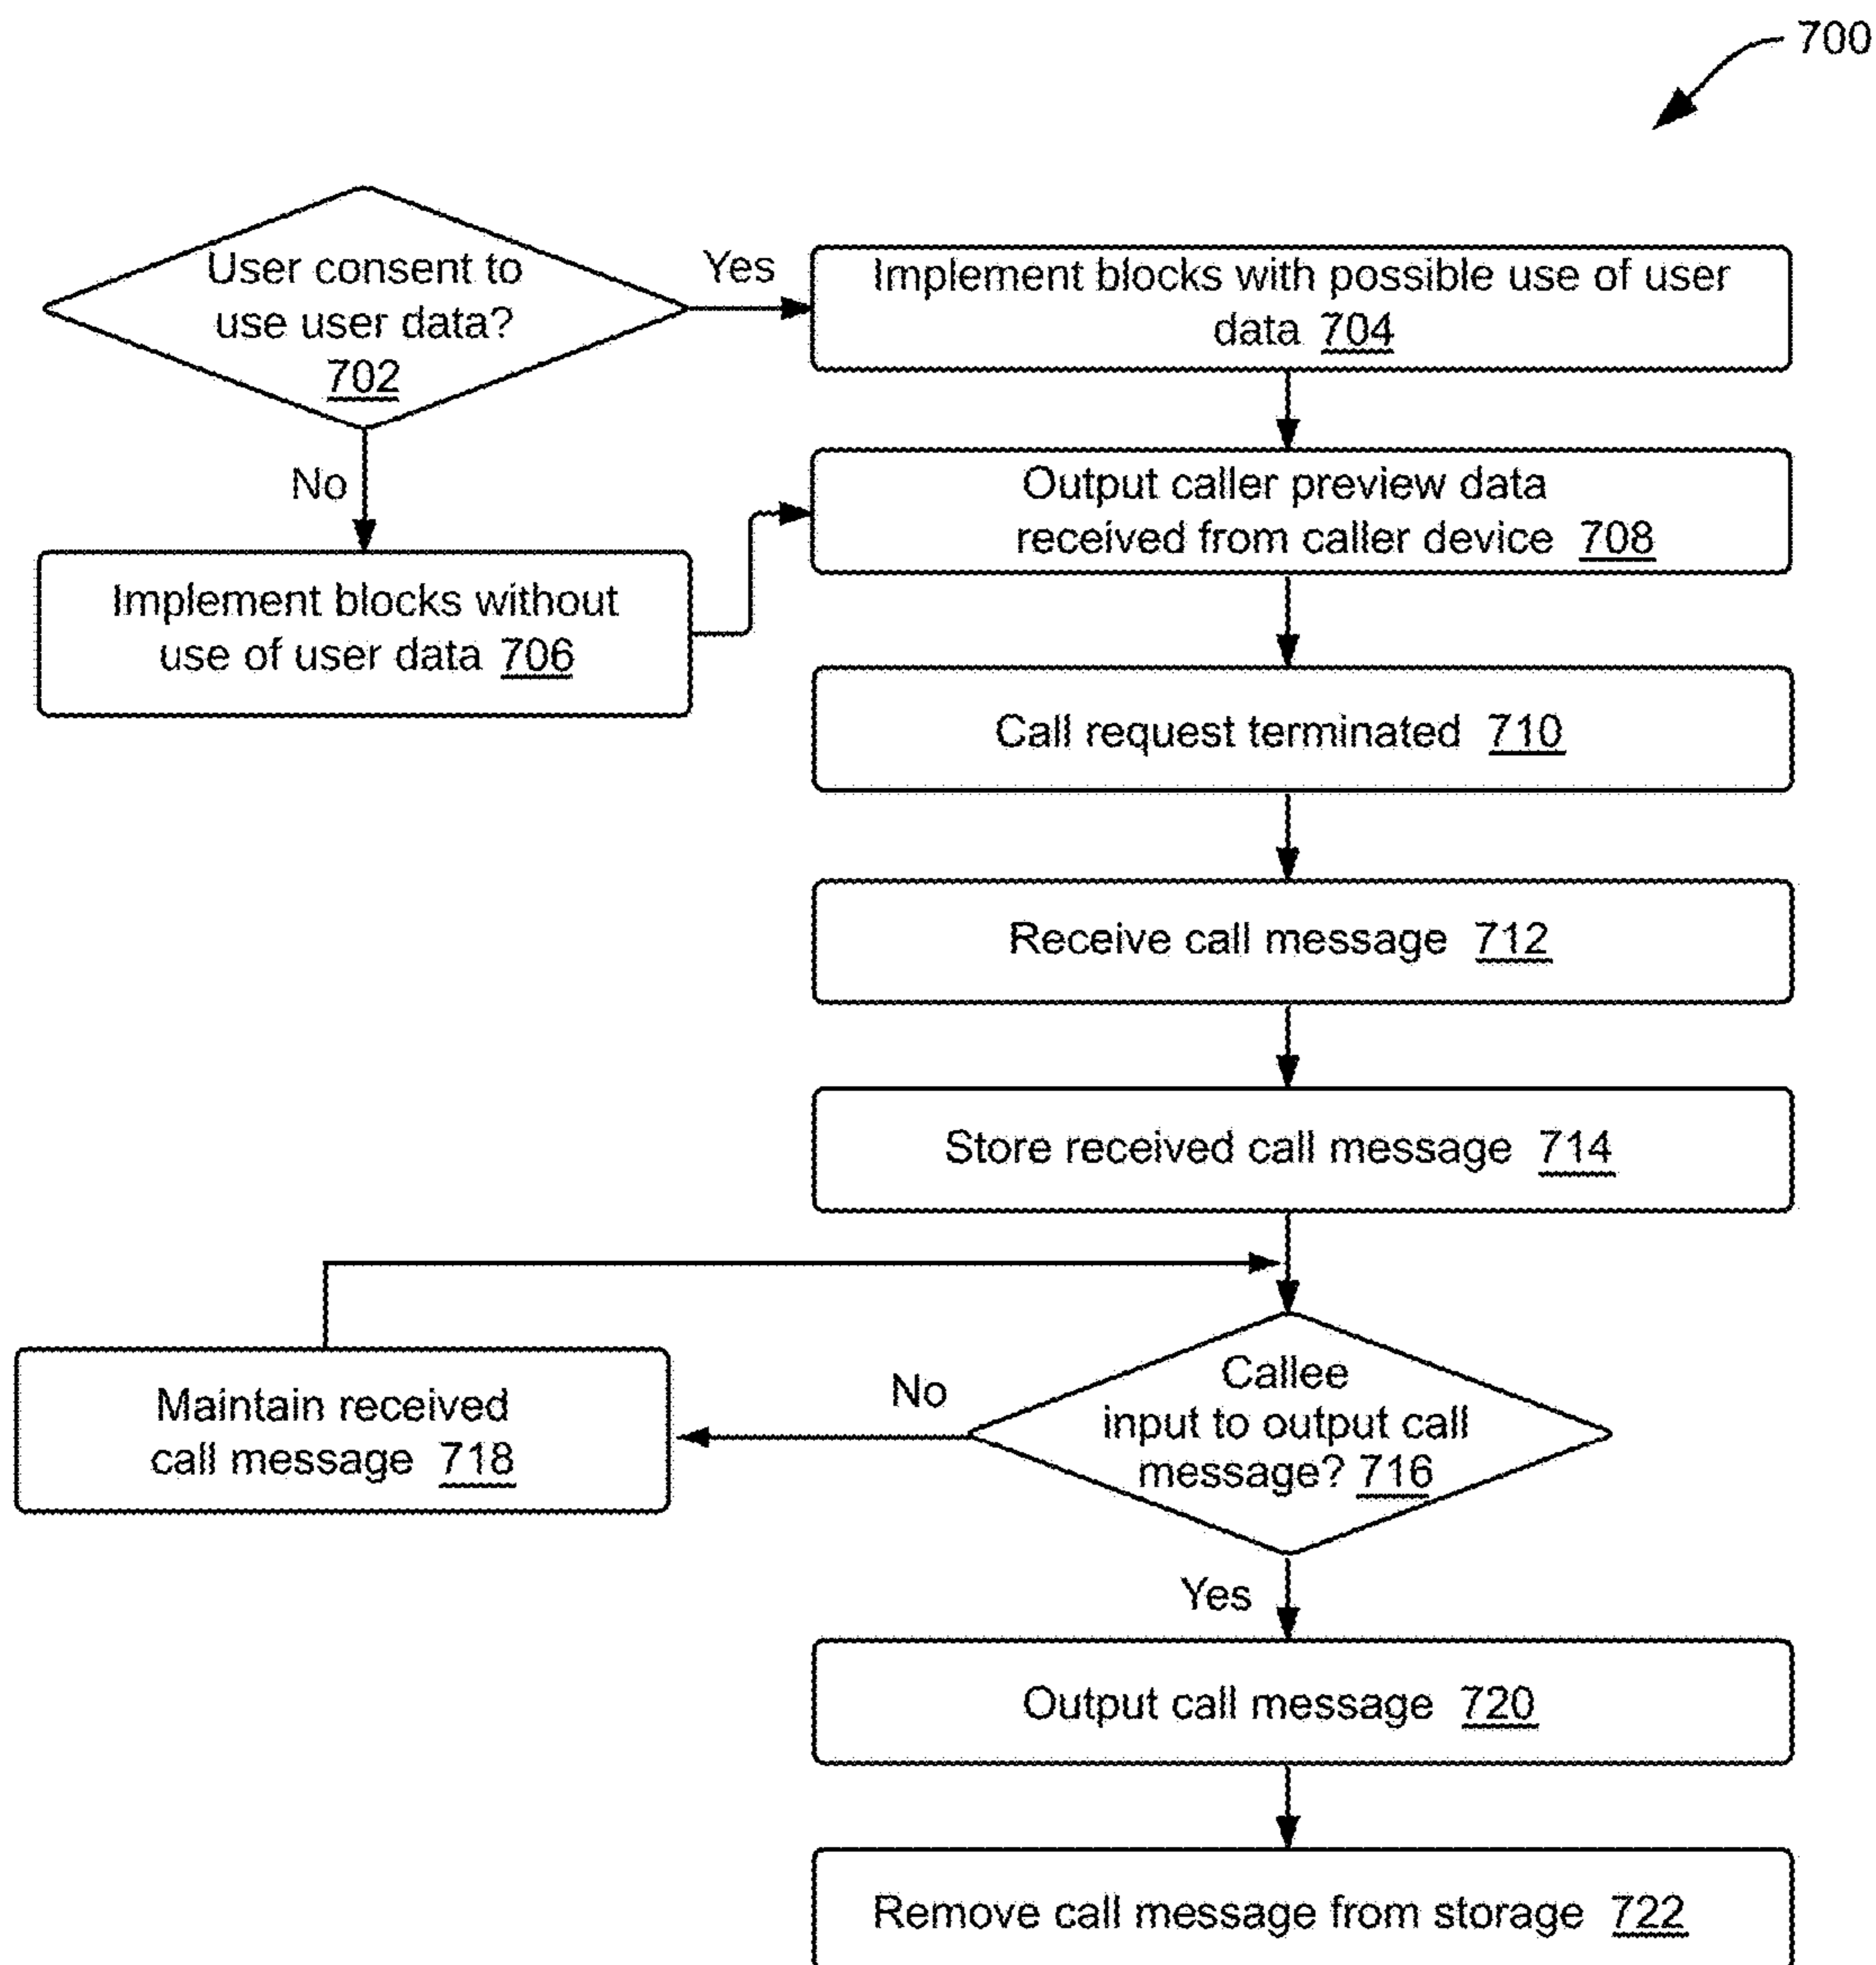 700
User consent to
use user data?
702
Yes
Implement blocks with possible use of user
data 704
No
Implement blocks without
use of user data 706
Output caller preview data
received from caller device 708
Call request terminated 710
Receive call message 712
Store received call message 714
Callee
input to output call
message? 716
No
Maintain received
call message 718
Yes
Output call message 720
Remove call message from storage 722